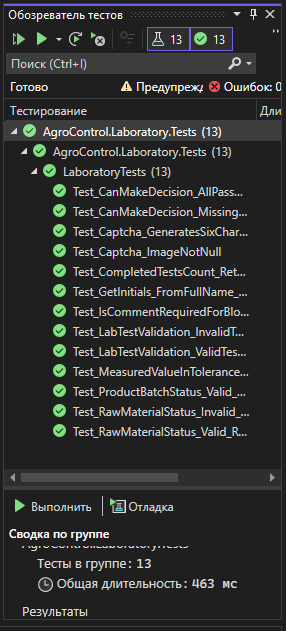 Обозреватель тестов
13 13
Поиск (Ctrl+I)
Готово Предупрежд Ошибок: 0
Тестирование Дли
AgroControl.Laboratory.Tests (13)
AgroControl.Laboratory.Tests (13)
LaboratoryTests (13)
Test_CanMakeDecision_AllPass...
Test_CanMakeDecision_Missing...
Test_Captcha_GeneratesSixChar...
Test_Captcha_ImageNotNull
Test_CompletedTestsCount_Ret...
Test_GetInitials_FromFullName_...
Test_IsCommentRequiredForBlo...
Test_LabTestValidation_InvalidT...
Test_LabTestValidation_ValidTes...
Test_MeasuredValueInTolerance...
Test_ProductBatchStatus_Valid_...
Test_RawMaterialStatus_Invalid_...
Test_RawMaterialStatus_Valid_R...
Выполнить Отладка
Сводка по группе
AgroControl.Laboratory.Tests
Тесты в группе: 13
Общая длительность: 463 мс
Результаты